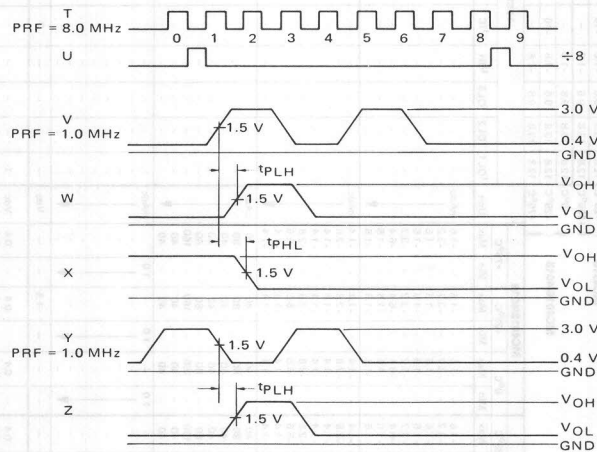 T
PRF = 8.0 MHz
0 1 2 3 4 5 6 7 8 9
U
÷8
V
PRF = 1.0 MHz
1.5 V
3.0 V
0.4 V
GND
tPLH
W
1.5 V
VOH
VOL
GND
tPHL
X
1.5 V
VOH
VOL
GND
Y
PRF = 1.0 MHz
1.5 V
3.0 V
0.4 V
GND
tPLH
Z
1.5 V
VOH
VOL
GND